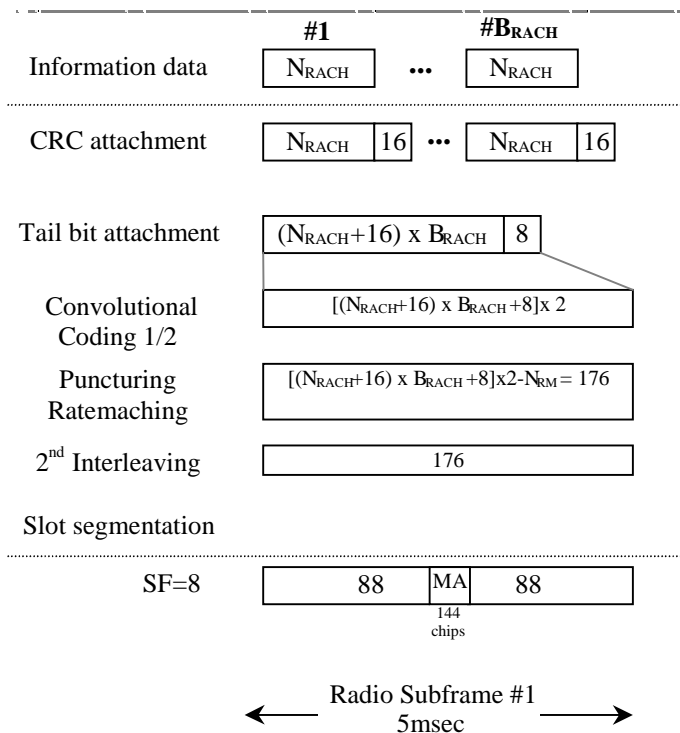 #1 #BRACH
Information data NRACH ... NRACH
CRC attachment NRACH 16 ... NRACH 16
Tail bit attachment (NRACH+16) x BRACH 8
Convolutional [(NRACH+16) x BRACH+8]x 2
Coding 1/2
Puncturing [(NRACH+16) x BRACH+8]x2-NRM= 176
Ratemaching
2nd Interleaving 176
Slot segmentation
SF=8 88 MA 88
144
chips
Radio Subframe #1
5msec